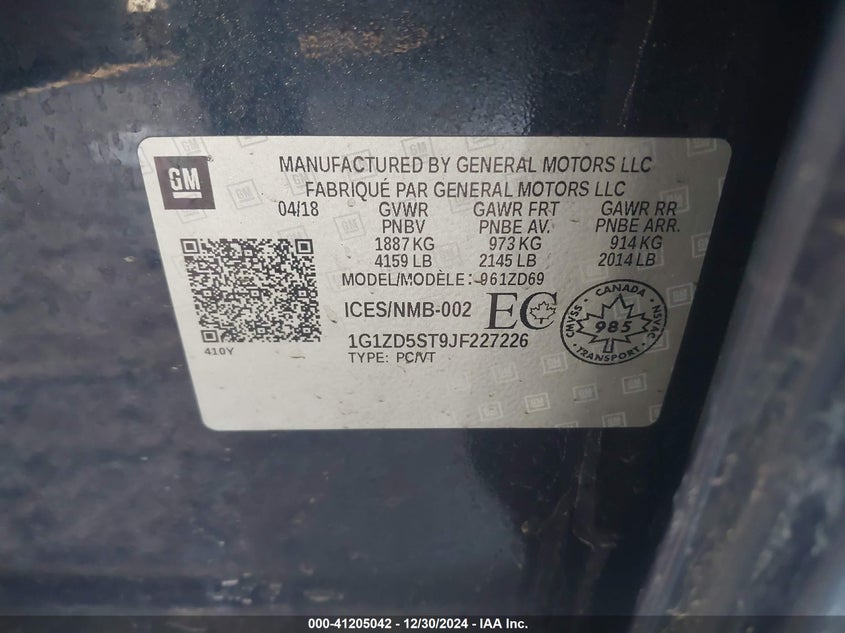 GM
MANUFACTURED BY GENERAL MOTORS LLC
FABRIQUÉ PAR GENERAL MOTORS LLC
04/18 GVWR GAWR FRT GAWR RR
PNBV PNBE AV. PNBE ARR.
1887 KG 973 KG 914 KG
4159 LB 2145 LB 2014 LB
MODEL/MODÈLE: 961ZD69
ICES/NMB-002 EC
CANADA
CMVSS 985 NSVAC
TRANSPORT
1G1ZD5ST9JF227226
410Y
TYPE: PC/VT
000-41205042 - 12/30/2024 - IAA Inc.